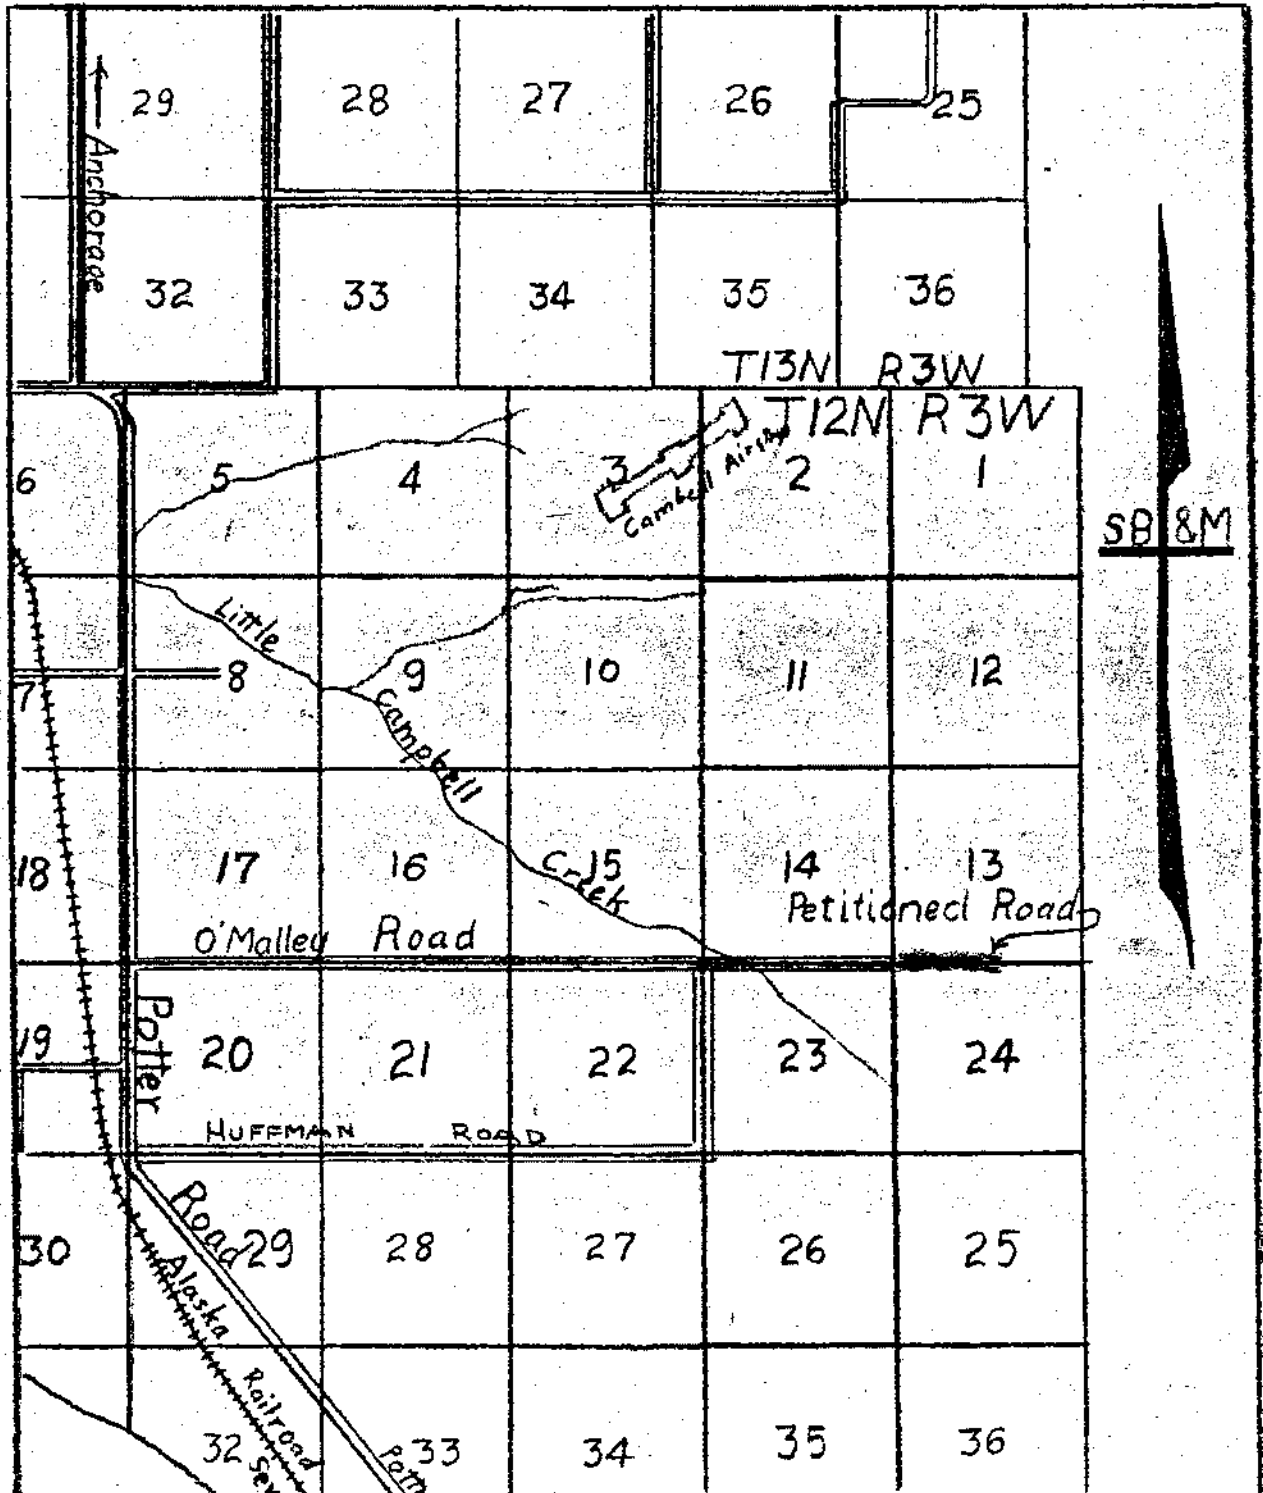 29 28 27 26 25
← Anchorage
32 33 34 35 36
T13N R3W
T12N R3W
6 5 4 3 2 1
Cambell Airstrip
SB &M
7 8 9 10 11 12
Little Campbell Creek
18 17 16 15 14 13
Petitioned Road
O'Malley Road
19 20 21 22 23 24
Potter Road
HUFFMAN ROAD
30 29 28 27 26 25
Alaska Railroad
32 33 34 35 36